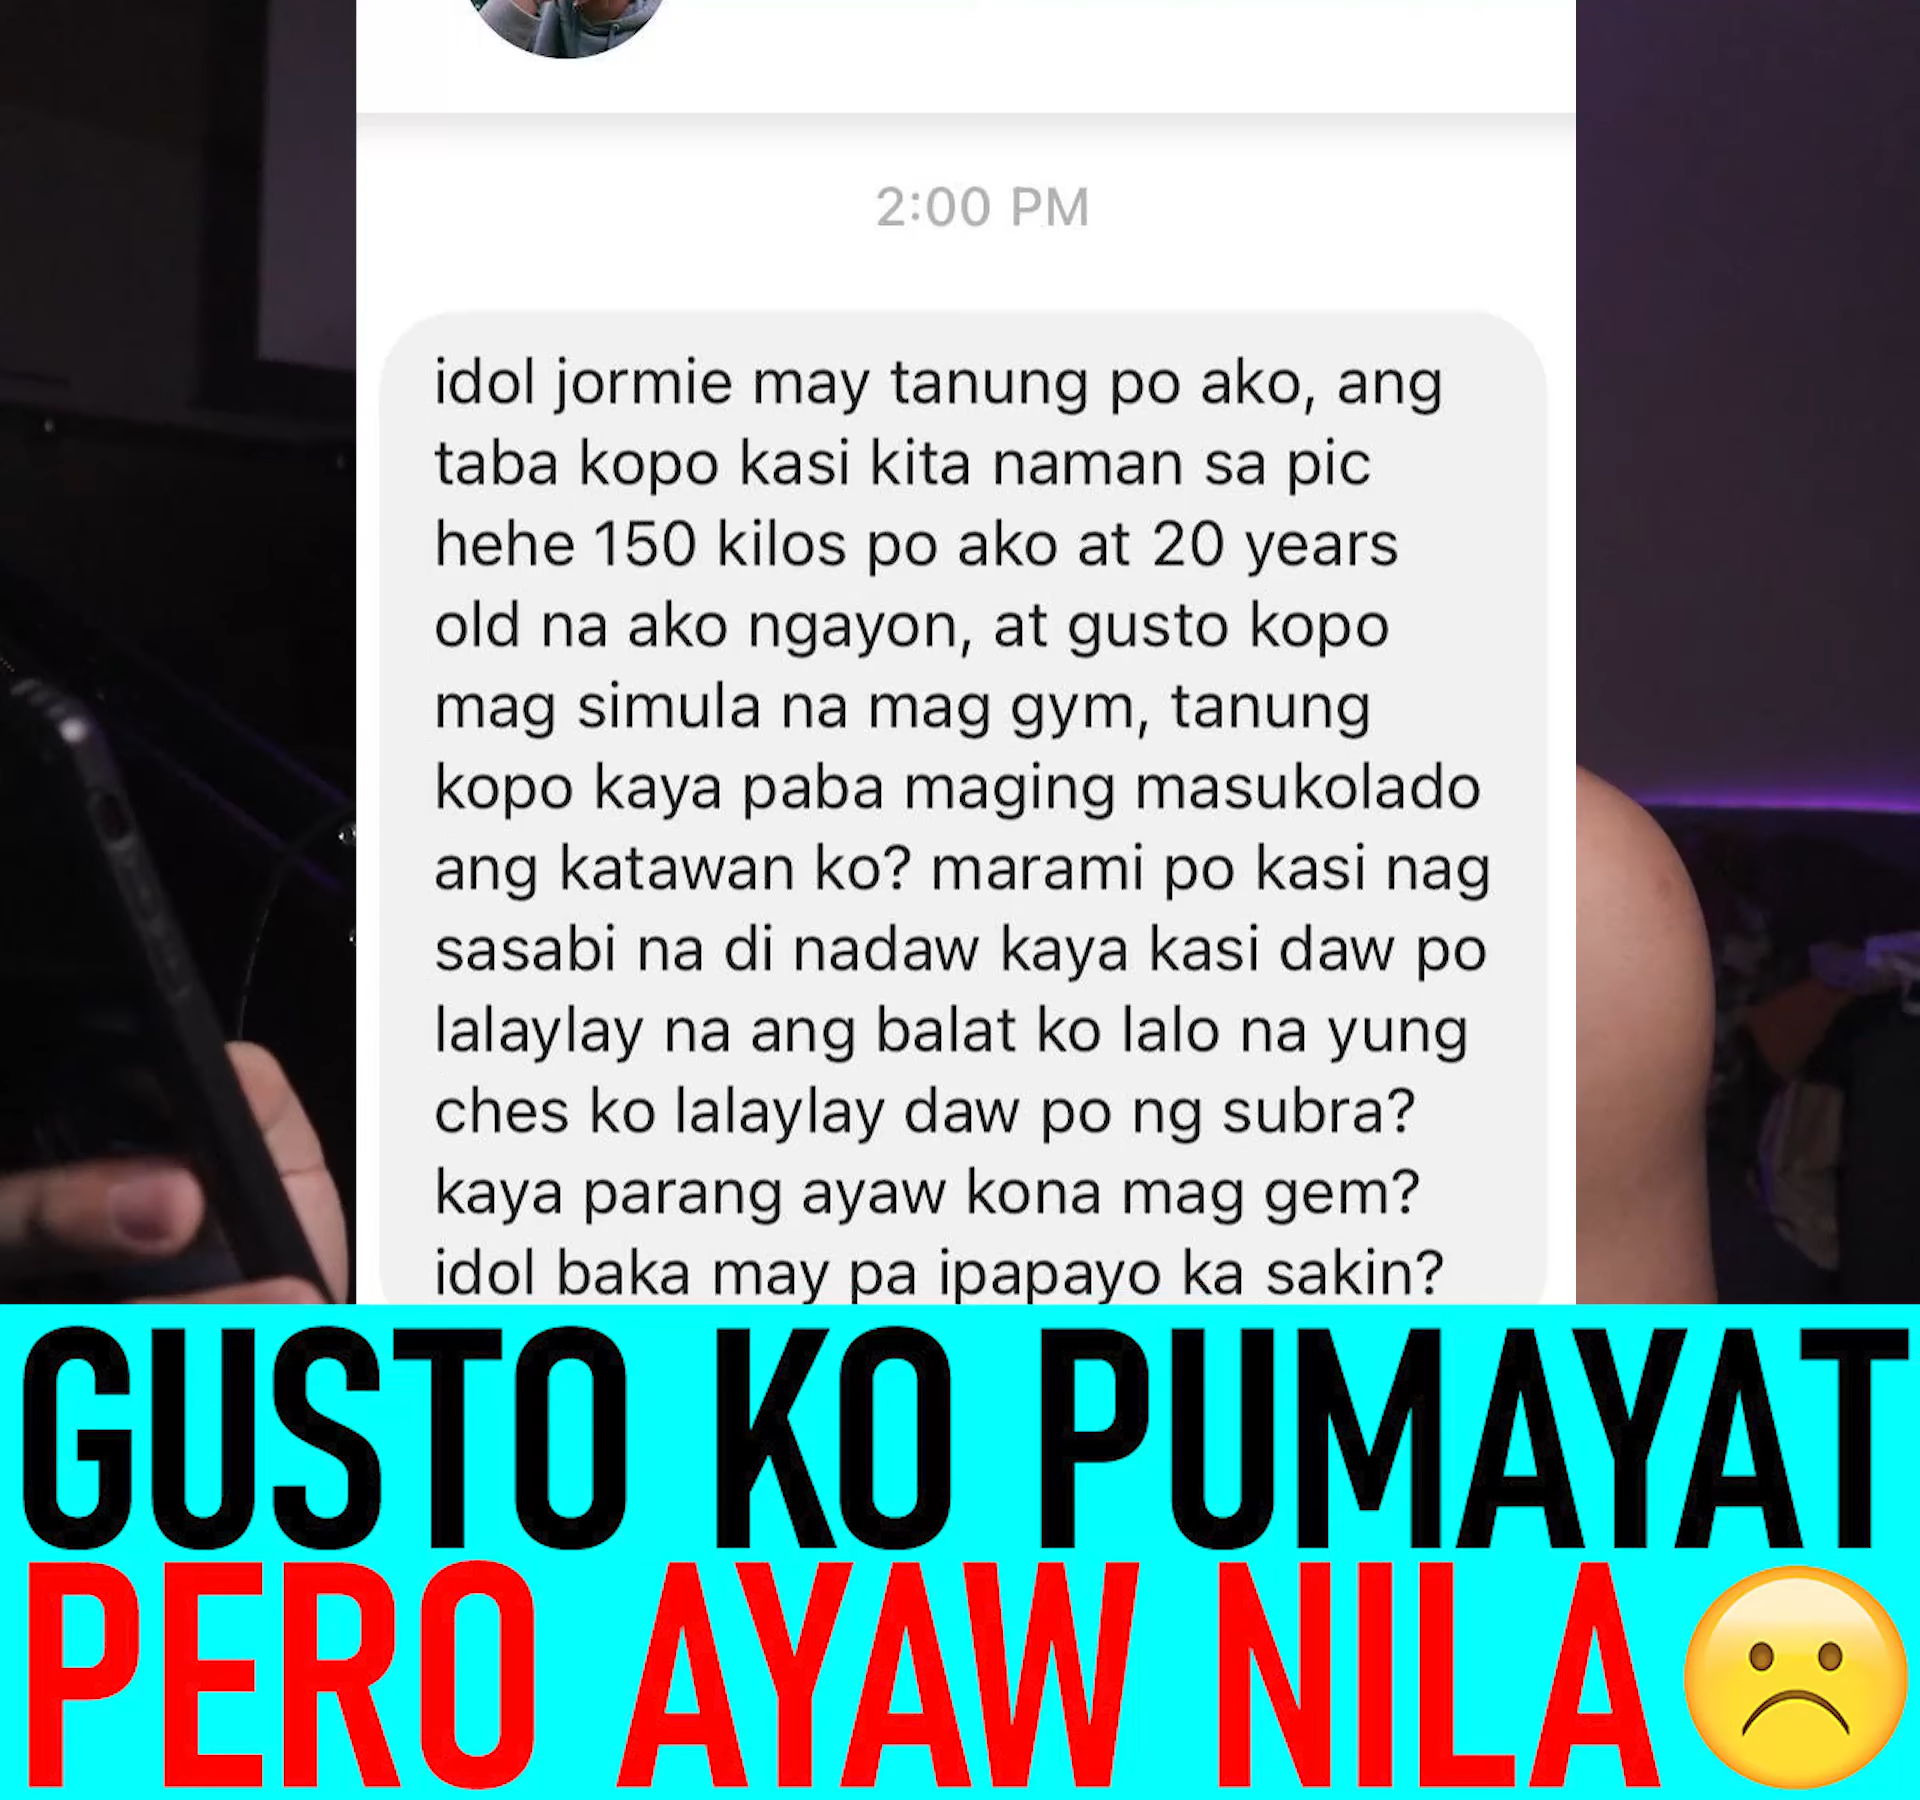 2:00 PM
idol jormie may tanung po ako, ang
taba kopo kasi kita naman sa pic
hehe 150 kilos po ako at 20 years
old na ako ngayon, at gusto kopo
mag simula na mag gym, tanung
kopo kaya paba maging masukolado
ang katawan ko? marami po kasi nag
sasabi na di nadaw kaya kasi daw po
lalaylay na ang balat ko lalo na yung
ches ko lalaylay daw po ng subra?
kaya parang ayaw kona mag gem?
idol baka may pa ipapayo ka sakin?
GUSTO KO PUMAYAT
PERO AYAW NILA